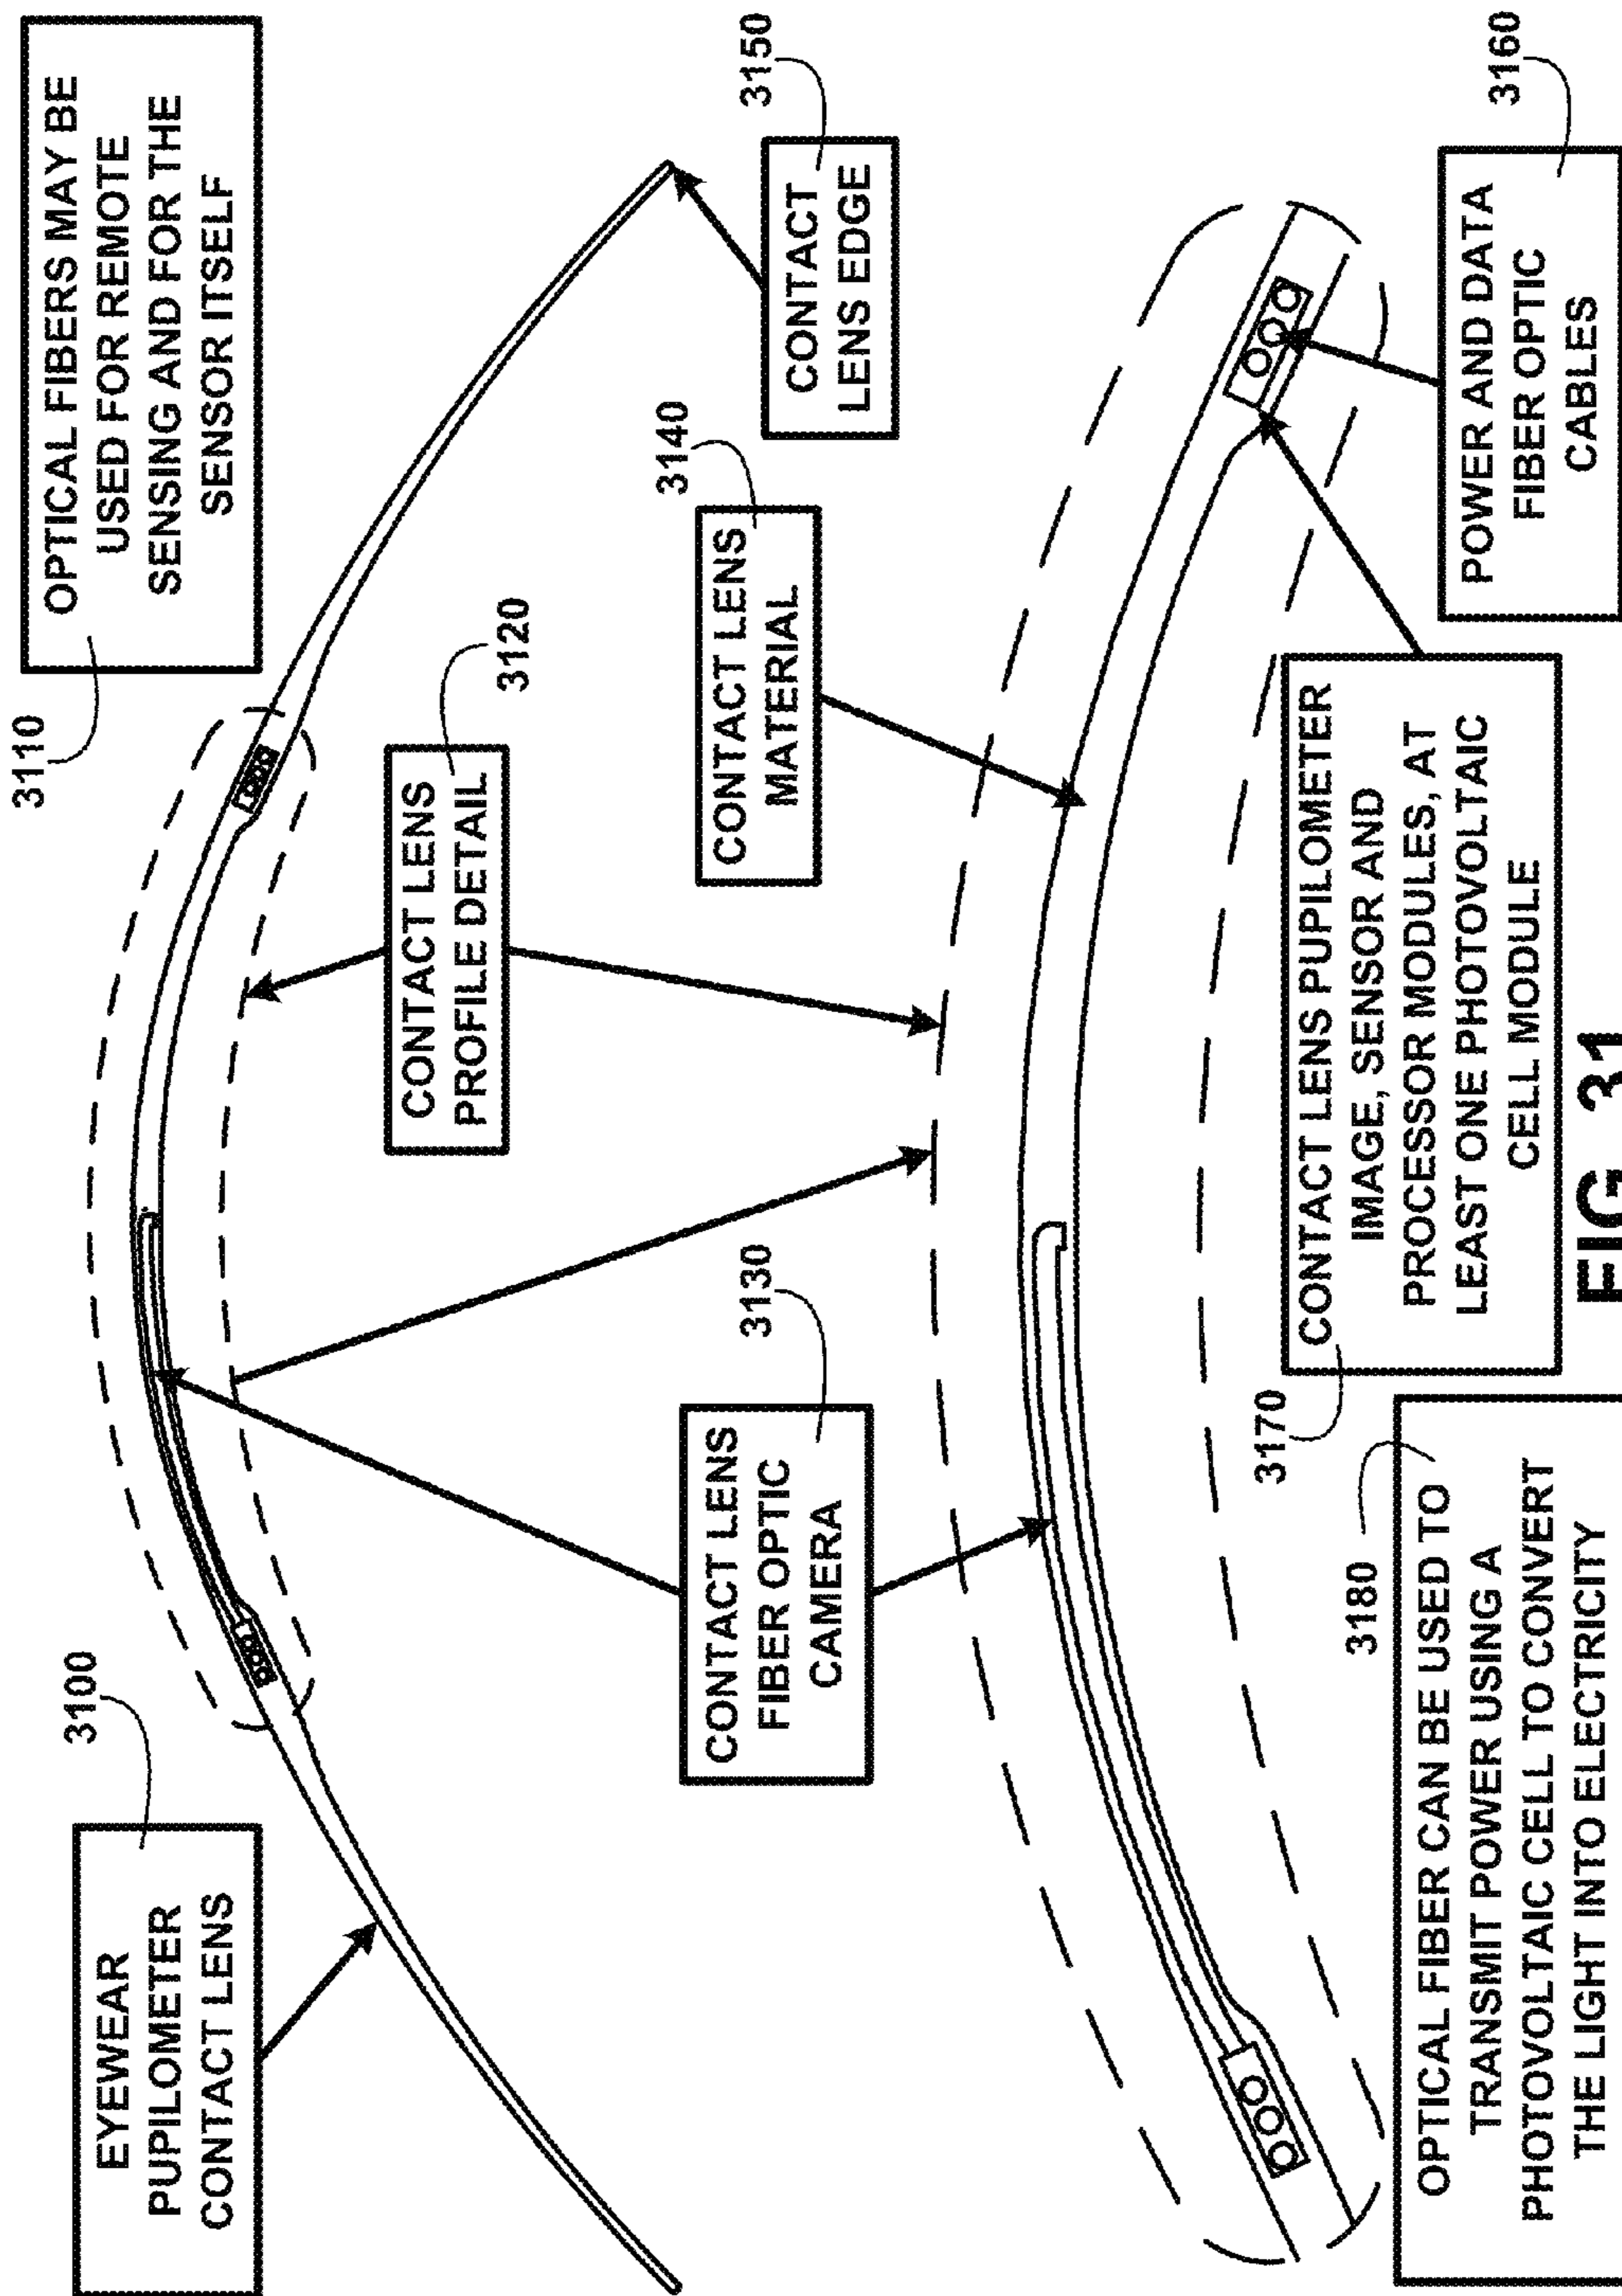 OPTICAL FIBERS MAY BE
USED FOR REMOTE
SENSING AND FOR THE
SENSOR ITSELF
3110
EYEWEAR
PUPILOMETER
CONTACT LENS
3100
CONTACT LENS
PROFILE DETAIL
3120
3150
CONTACT
LENS EDGE
3140
CONTACT LENS
MATERIAL
3130
CONTACT LENS
FIBER OPTIC
CAMERA
3160
POWER AND DATA
FIBER OPTIC
CABLES
3170
CONTACT LENS PUPILOMETER
IMAGE, SENSOR AND
PROCESSOR MODULES, AT
LEAST ONE PHOTOVOLTAIC
CELL MODULE
3180
OPTICAL FIBER CAN BE USED TO
TRANSMIT POWER USING A
PHOTOVOLTAIC CELL TO CONVERT
THE LIGHT INTO ELECTRICITY
FIG. 31